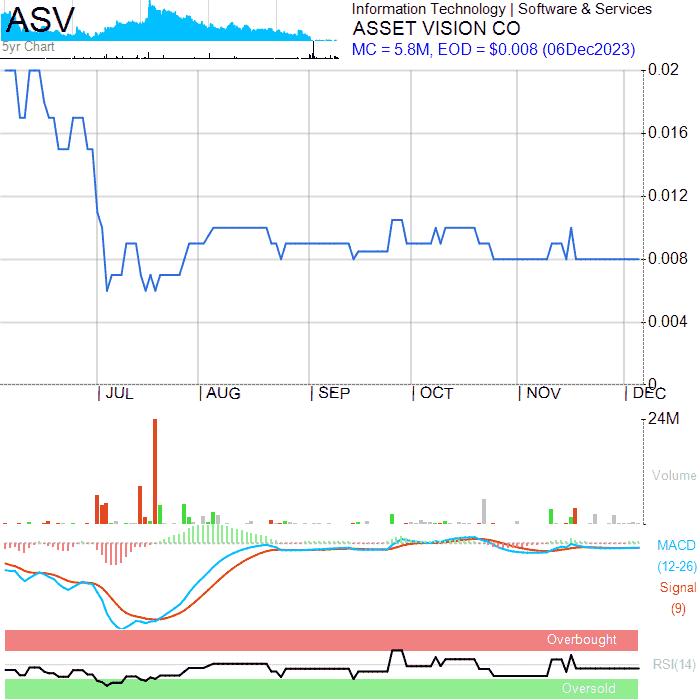 ASV
5yr Chart
Information Technology | Software & Services
ASSET VISION CO
MC = 5.8M, EOD = $0.008 (06Dec2023)
0.02
0.016
0.012
0.008
0.004
0
JUL AUG SEP OCT NOV DEC
24M
Volume
MACD
(12-26)
Signal
(9)
Overbought
RSI(14)
Oversold